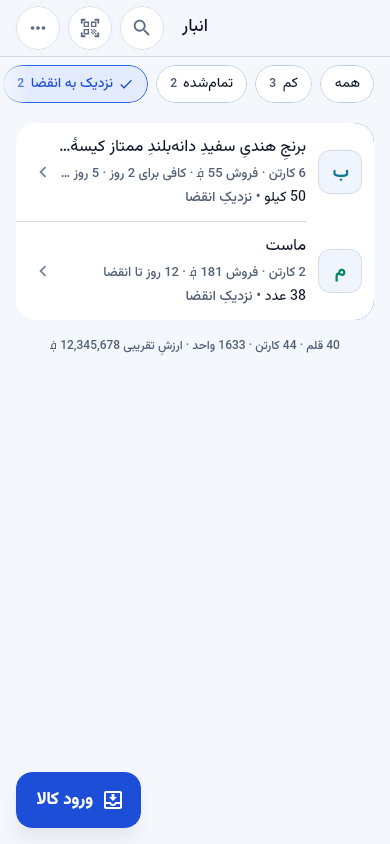 انبار
همه
کم 3
تمام‌شده 2
نزدیک به انقضا 2
ب
برنجِ هندیِ سفیدِ دانه‌بلندِ ممتاز کیسهٔ…
6 کارتن · فروش 55 ؋ · کافی برای 2 روز · 5 روز …
50 کیلو • نزدیکِ انقضا
م
ماست
2 کارتن · فروش 181 ؋ · 12 روز تا انقضا
38 عدد • نزدیکِ انقضا
40 قلم · 44 کارتن · 1633 واحد · ارزشِ تقریبی 12,345,678 ؋
ورود کالا